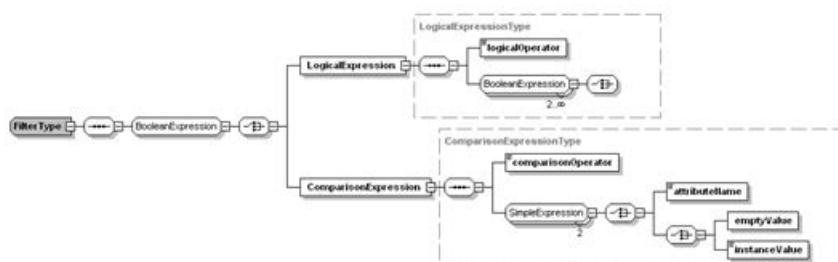 LogicalExpressionType
logicalOperator
LogicalExpression
BooleanExpression
2..∞
FilterType
BooleanExpression
ComparisonExpressionType
comparisonOperator
ComparisonExpression
attributeName
SimpleExpression
2
emptyValue
instanceValue